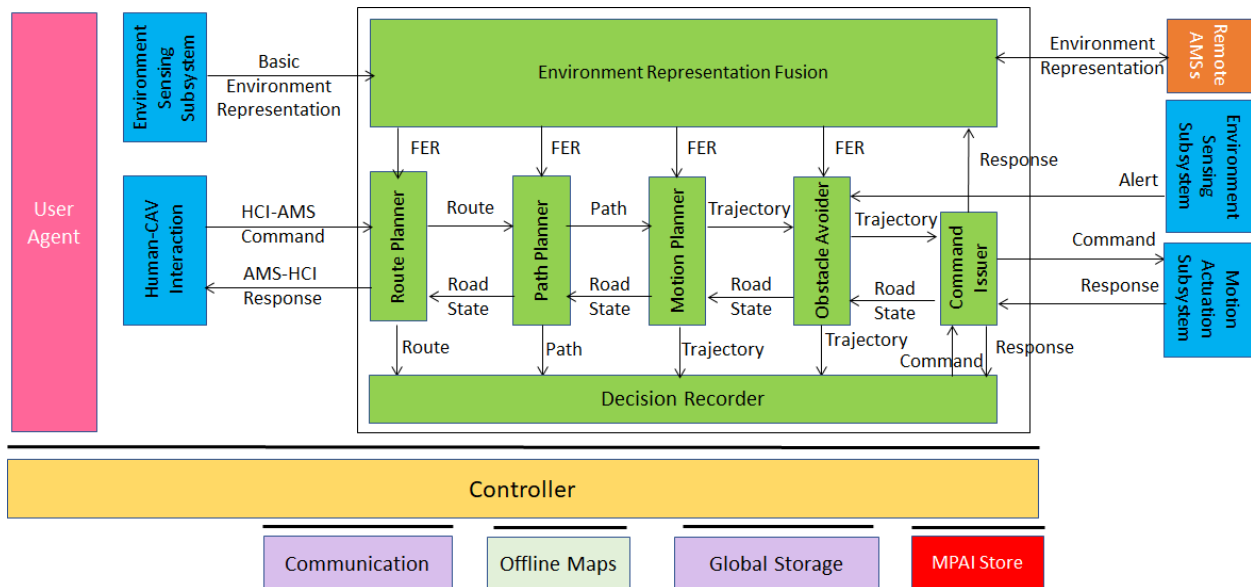 User
Agent
Environment
Sensing
Subsystem
Basic
Environment
Representation
Environment Representation Fusion
Environment
Representation
Remote
AMSs
FER
FER
FER
FER
Response
Alert
Environment
Sensing
Subsystem
Human-CAV
Interaction
HCI-AMS
Command
AMS-HCI
Response
Route Planner
Route
Road
State
Path Planner
Path
Road
State
Motion Planner
Trajectory
Road
State
Obstacle Avoider
Trajectory
Road
State
Command
Issuer
Command
Response
Motion
Actuation
Subsystem
Route
Path
Trajectory
Trajectory
Command
Response
Decision Recorder
Controller
Communication
Offline Maps
Global Storage
MPAI Store